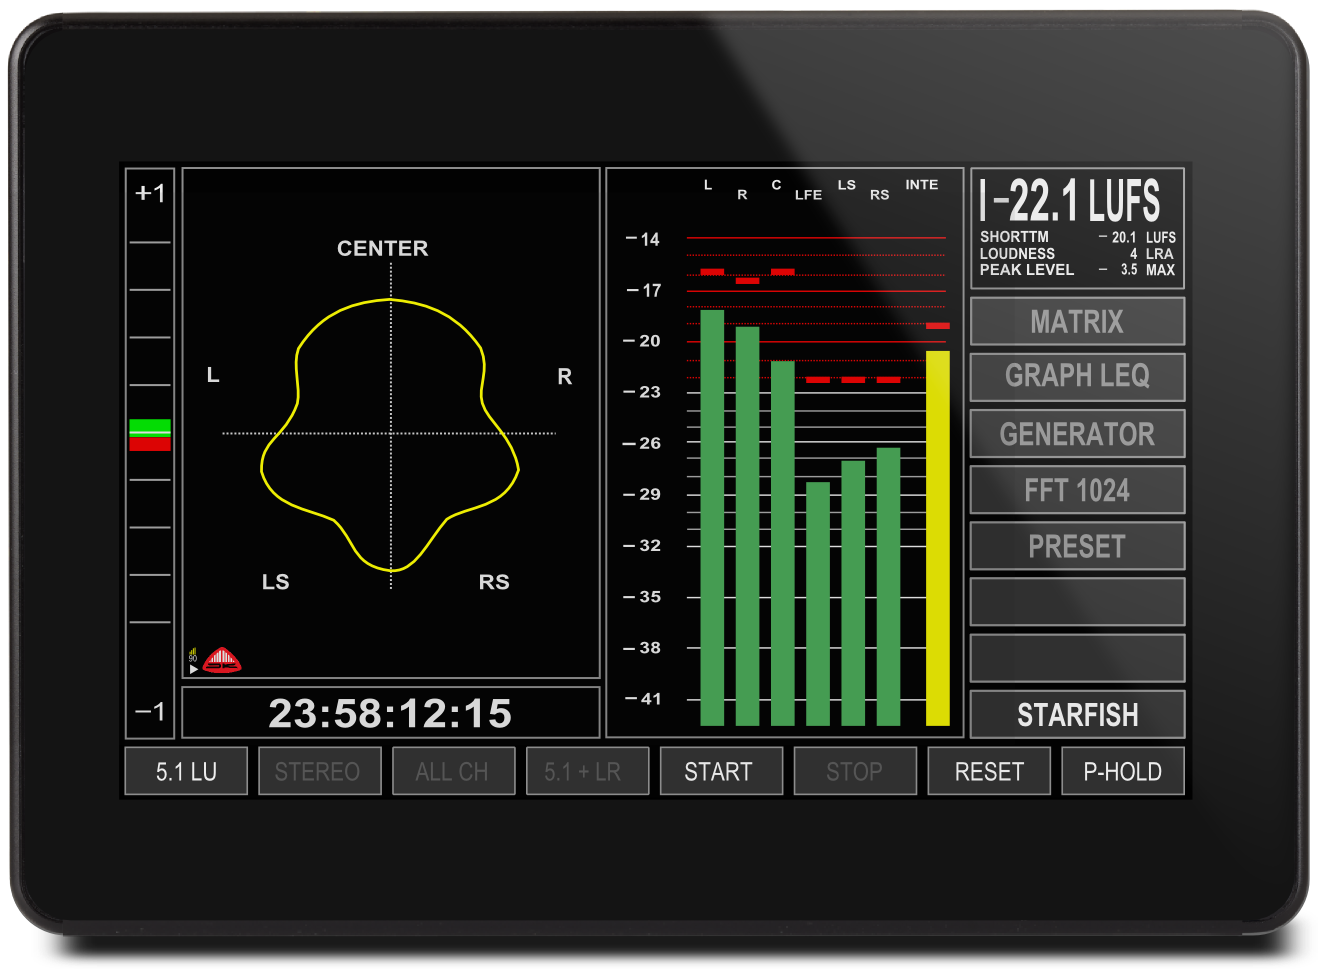 +1
−1
CENTER
L
R
LS
RS
90
23:58:12:15
L
R
C
LFE
LS
RS
INTE
−14
−17
−20
−23
−26
−29
−32
−35
−38
−41
I −22.1 LUFS
SHORTTM − 20.1 LUFS
LOUDNESS 4 LRA
PEAK LEVEL − 3.5 MAX
MATRIX
GRAPH LEQ
GENERATOR
FFT 1024
PRESET
STARFISH
5.1 LU
STEREO
ALL CH
5.1 + LR
START
STOP
RESET
P-HOLD